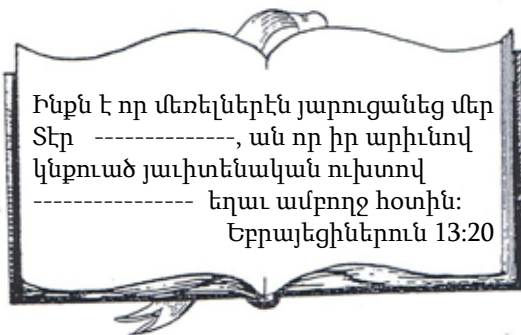 Ինքն է որ մեռելներէն յարուցանեց մեր
Տէր --------------, ան որ իր արիւնով
կնքուած յաւիտենական ուխտով
---------------- եղաւ ամբողջ հօտին:
Եբրայեցիներուն 13:20